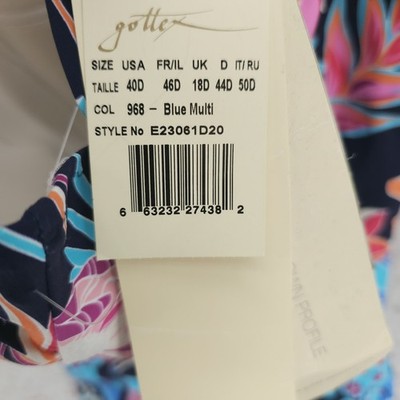 gottex
SIZE USA FR/IL UK D IT/RU
TAILLE 40D 46D 18D 44D 50D
COL 968 – Blue Multi
STYLE No E23061D20
6 63232 27438 2
PROFILE